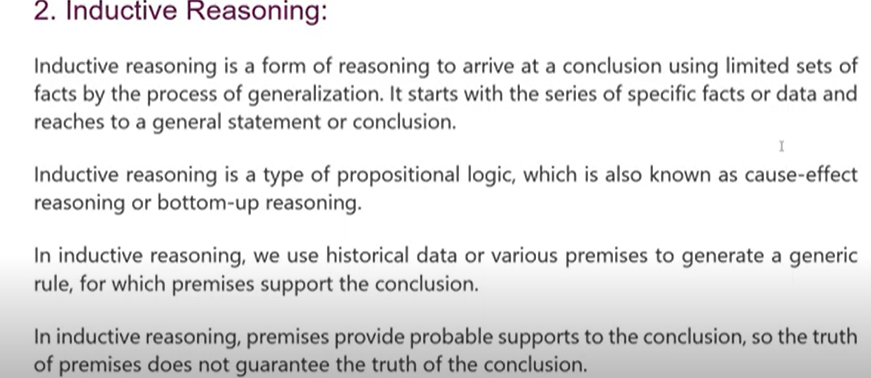 2. Inductive Reasoning:
Inductive reasoning is a form of reasoning to arrive at a conclusion using limited sets of
facts by the process of generalization. It starts with the series of specific facts or data and
reaches to a general statement or conclusion.
Inductive reasoning is a type of propositional logic, which is also known as cause-effect
reasoning or bottom-up reasoning.
In inductive reasoning, we use historical data or various premises to generate a generic
rule, for which premises support the conclusion.
In inductive reasoning, premises provide probable supports to the conclusion, so the truth
of premises does not guarantee the truth of the conclusion.